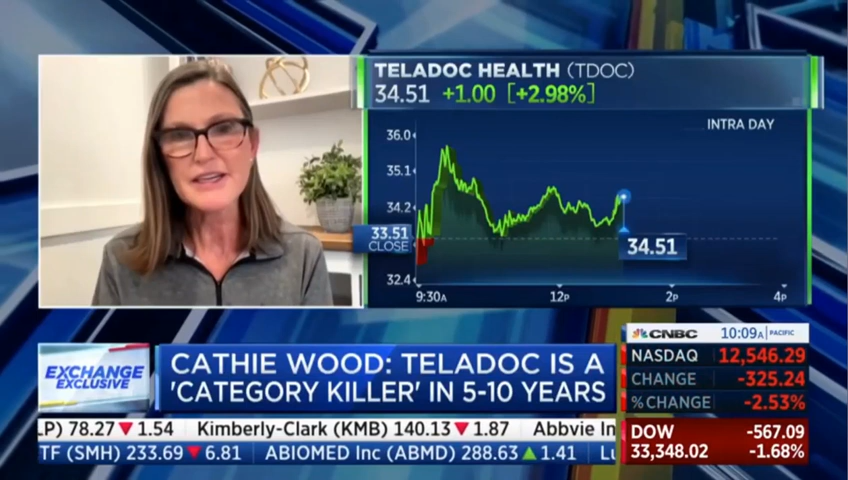 TELADOC HEALTH (TDOC)
34.51 +1.00 [+2.98%]
INTRA DAY
36.0
35.1
34.2
33.51
CLOSE
32.4
34.51
9:30A 12P 2P 4P
EXCHANGE
EXCLUSIVE
CATHIE WOOD: TELADOC IS A
'CATEGORY KILLER' IN 5-10 YEARS
CNBC 10:09A PACIFIC
NASDAQ 12,546.29
CHANGE -325.24
% CHANGE -2.53%
DOW -567.09
33,348.02 -1.68%
LP) 78.27▼1.54 Kimberly-Clark (KMB) 140.13▼1.87 Abbvie In
TF (SMH) 233.69▼6.81 ABIOMED Inc (ABMD) 288.63▲1.41 Lu